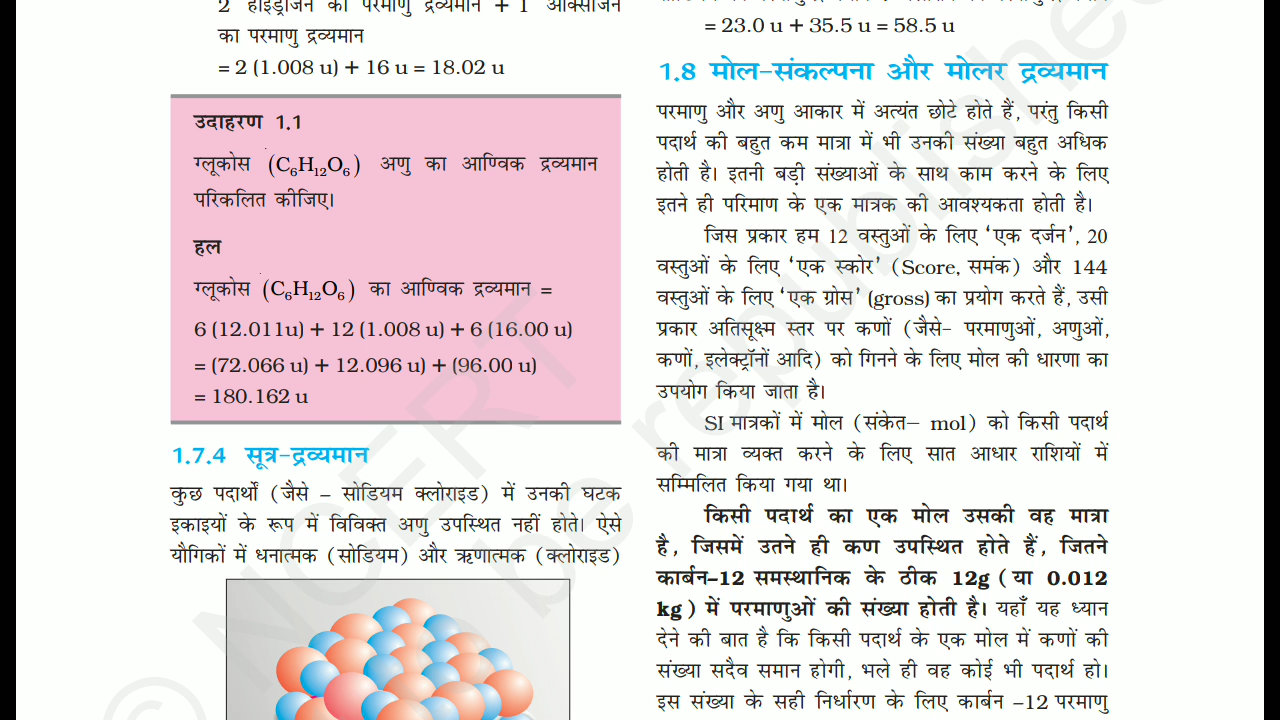 2 हाइड्रोजन का परमाणु द्रव्यमान + 1 ऑक्सीजन
का परमाणु द्रव्यमान
= 2 (1.008 u) + 16 u = 18.02 u
उदाहरण 1.1
ग्लूकोस (C₆H₁₂O₆) अणु का आण्विक द्रव्यमान
परिकलित कीजिए।
हल
ग्लूकोस (C₆H₁₂O₆) का आण्विक द्रव्यमान =
6 (12.011u) + 12 (1.008 u) + 6 (16.00 u)
= (72.066 u) + 12.096 u) + (96.00 u)
= 180.162 u
1.7.4 सूत्र-द्रव्यमान
कुछ पदार्थों (जैसे – सोडियम क्लोराइड) में उनकी घटक
इकाइयों के रूप में विविक्त अणु उपस्थित नहीं होते। ऐसे
यौगिकों में धनात्मक (सोडियम) और ऋणात्मक (क्लोराइड)
= 23.0 u + 35.5 u = 58.5 u
1.8 मोल-संकल्पना और मोलर द्रव्यमान
परमाणु और अणु आकार में अत्यंत छोटे होते हैं, परंतु किसी
पदार्थ की बहुत कम मात्रा में भी उनकी संख्या बहुत अधिक
होती है। इतनी बड़ी संख्याओं के साथ काम करने के लिए
इतने ही परिमाण के एक मात्रक की आवश्यकता होती है।
जिस प्रकार हम 12 वस्तुओं के लिए ‘एक दर्जन’, 20
वस्तुओं के लिए ‘एक स्कोर’ (Score, समंक) और 144
वस्तुओं के लिए ‘एक ग्रोस’ (gross) का प्रयोग करते हैं, उसी
प्रकार अतिसूक्ष्म स्तर पर कणों (जैसे– परमाणुओं, अणुओं,
कणों, इलेक्ट्रॉनों आदि) को गिनने के लिए मोल की धारणा का
उपयोग किया जाता है।
SI मात्रकों में मोल (संकेत– mol) को किसी पदार्थ
की मात्रा व्यक्त करने के लिए सात आधार राशियों में
सम्मिलित किया गया था।
किसी पदार्थ का एक मोल उसकी वह मात्रा
है, जिसमें उतने ही कण उपस्थित होते हैं, जितने
कार्बन-12 समस्थानिक के ठीक 12g (या 0.012
kg) में परमाणुओं की संख्या होती है। यहाँ यह ध्यान
देने की बात है कि किसी पदार्थ के एक मोल में कणों की
संख्या सदैव समान होगी, भले ही वह कोई भी पदार्थ हो।
इस संख्या के सही निर्धारण के लिए कार्बन –12 परमाणु
© NCERT
be republished